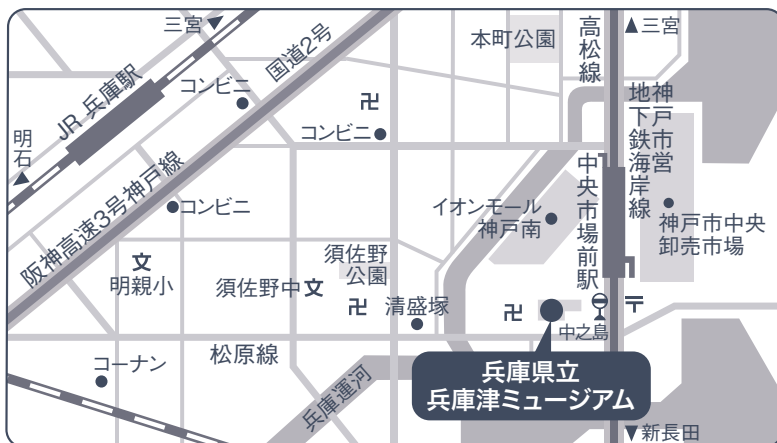 三宮
国道2号
本町公園
高松線
三宮
JR 兵庫駅
コンビニ
コンビニ
神戸市営
地下鉄海岸線
明石
阪神高速3号神戸線
コンビニ
イオンモール
神戸南
中央市場前駅
神戸市中央
卸売市場
明親小
須佐野中
須佐野
公園
清盛塚
中之島
コーナン
松原線
兵庫運河
兵庫県立
兵庫津ミュージアム
新長田